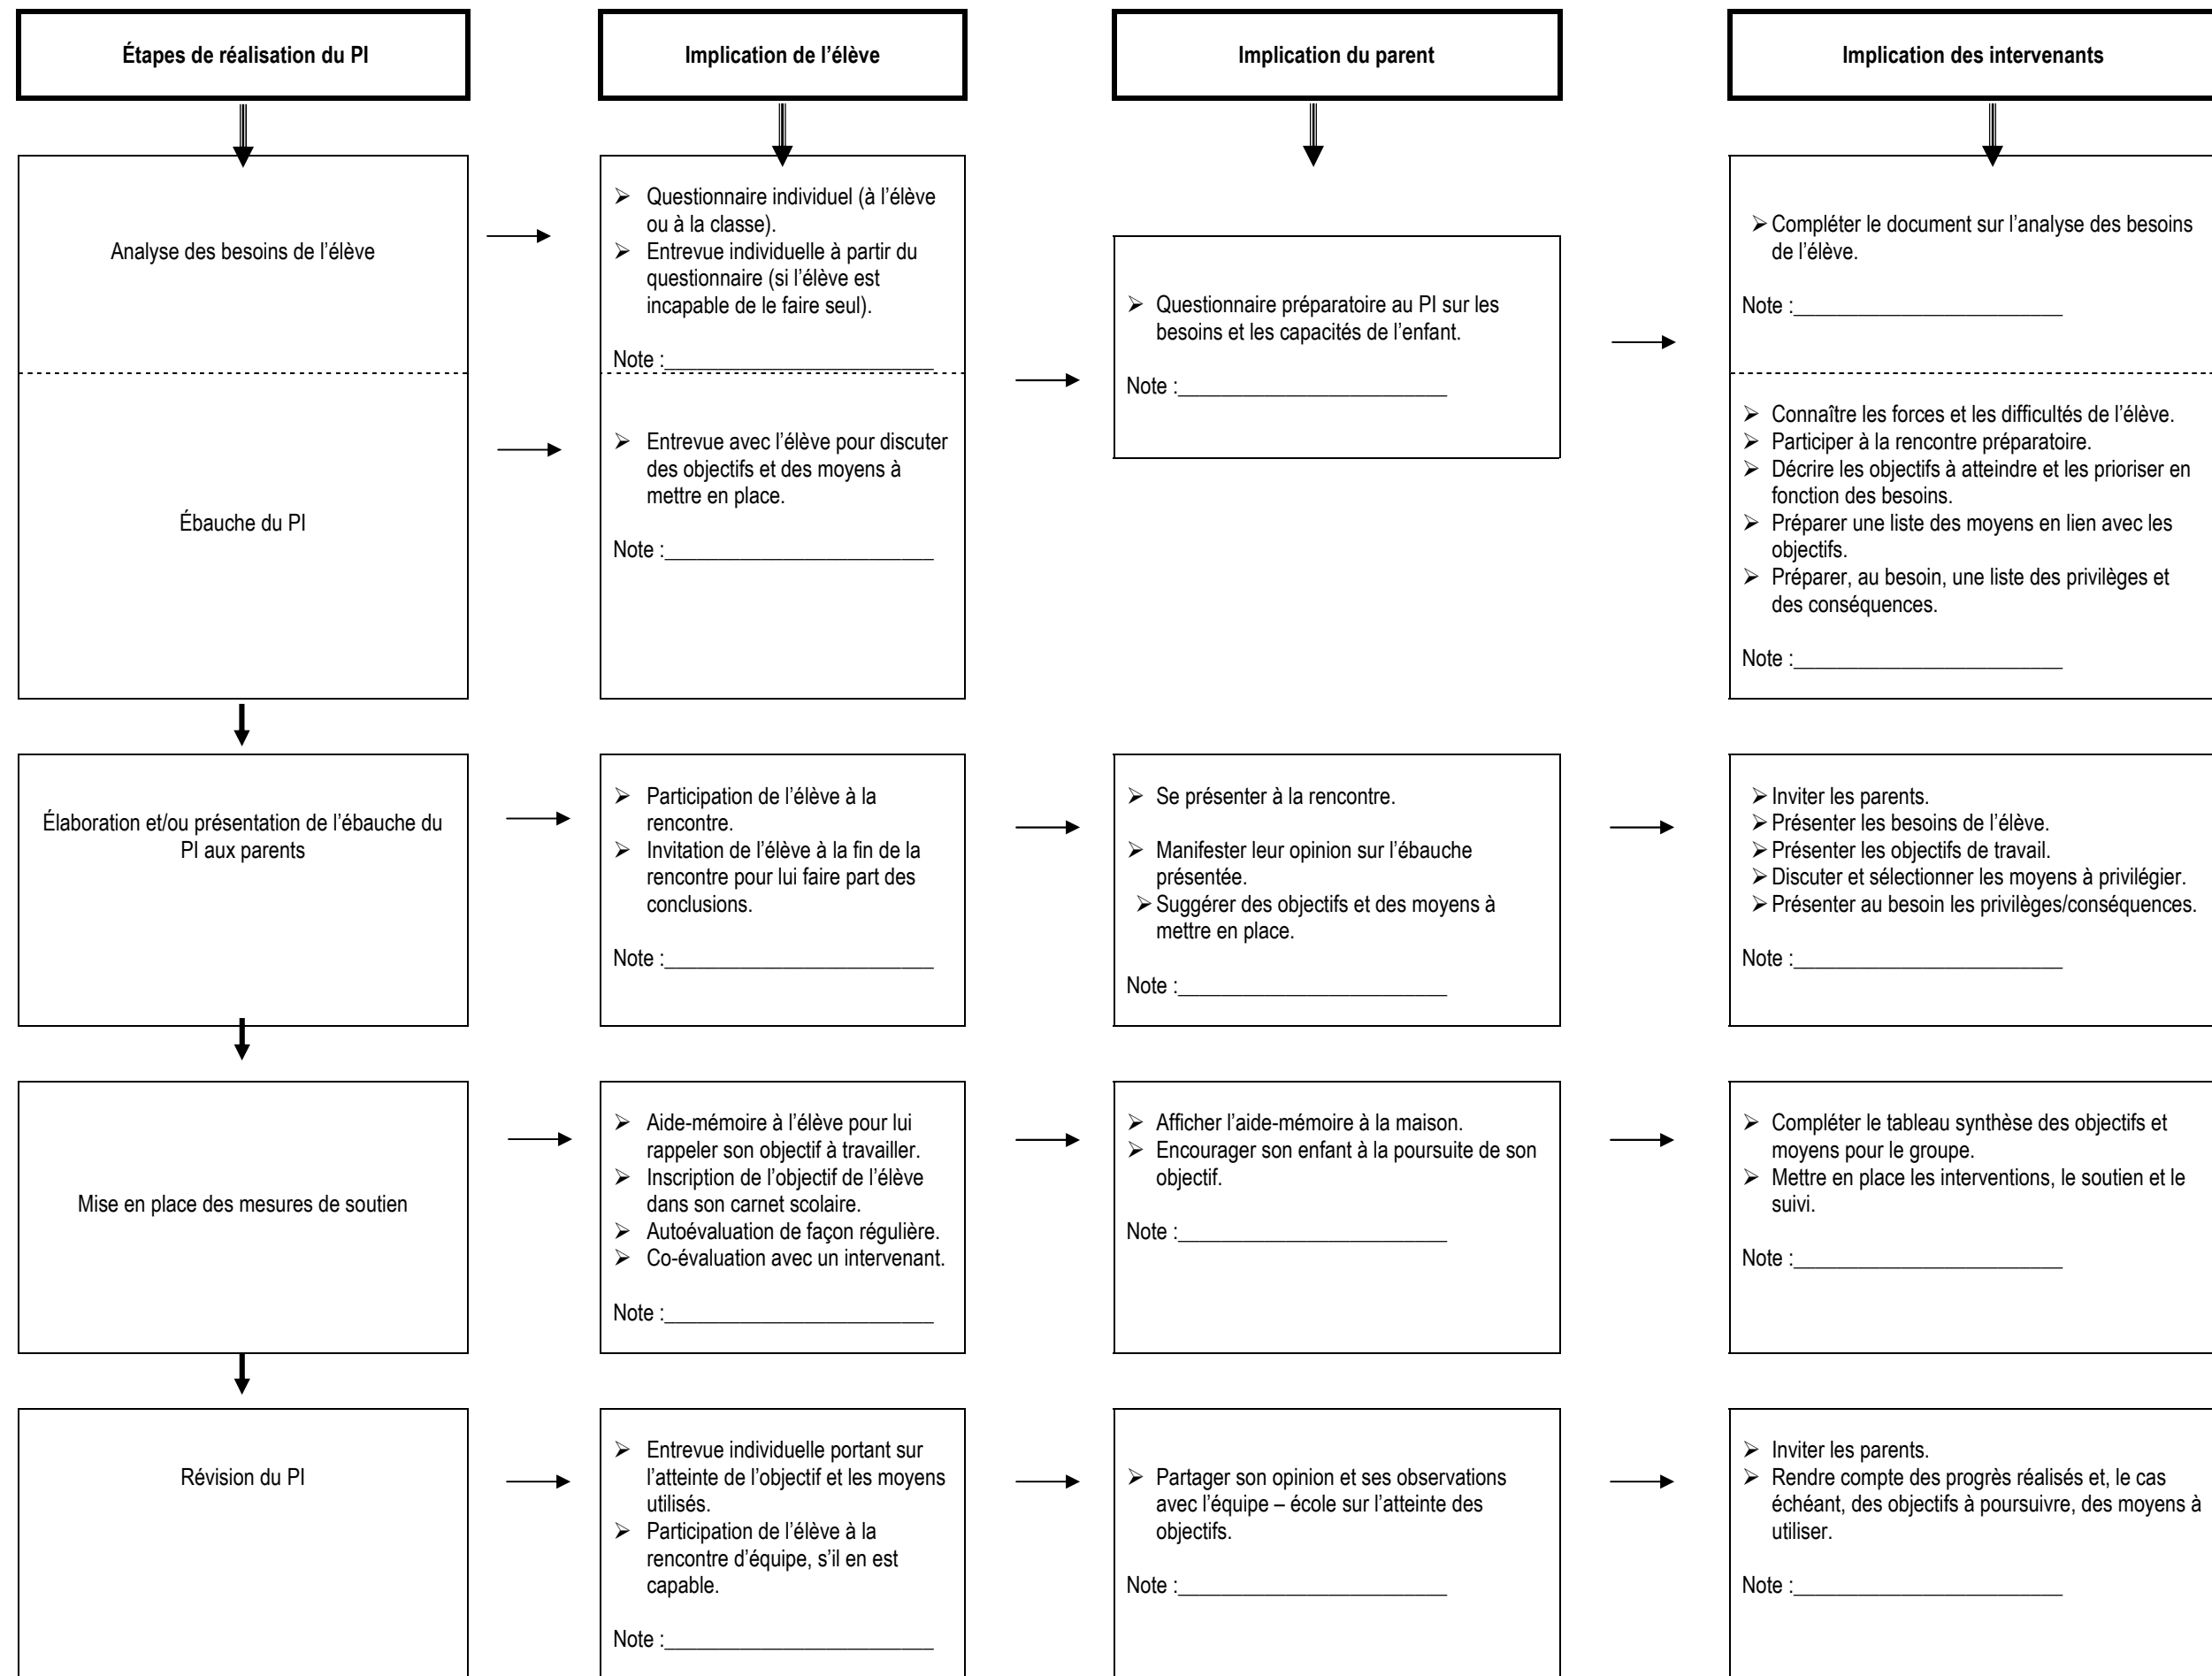 Étapes de réalisation du PI
Implication de l’élève
Implication du parent
Implication des intervenants
Analyse des besoins de l’élève
➢ Questionnaire individuel (à l’élève
ou à la classe).
➢ Entrevue individuelle à partir du
questionnaire (si l’élève est
incapable de le faire seul).
Note :_________________________
➢ Questionnaire préparatoire au PI sur les
besoins et les capacités de l’enfant.
Note :_________________________
➢ Compléter le document sur l’analyse des besoins
de l’élève.
Note :_________________________
Ébauche du PI
➢ Entrevue avec l’élève pour discuter
des objectifs et des moyens à
mettre en place.
Note :_________________________
➢ Connaître les forces et les difficultés de l’élève.
➢ Participer à la rencontre préparatoire.
➢ Décrire les objectifs à atteindre et les prioriser en
fonction des besoins.
➢ Préparer une liste des moyens en lien avec les
objectifs.
➢ Préparer, au besoin, une liste des privilèges et
des conséquences.
Note :_________________________
Élaboration et/ou présentation de l’ébauche du
PI aux parents
➢ Participation de l’élève à la
rencontre.
➢ Invitation de l’élève à la fin de la
rencontre pour lui faire part des
conclusions.
Note :_________________________
➢ Se présenter à la rencontre.
➢ Manifester leur opinion sur l’ébauche
présentée.
➢ Suggérer des objectifs et des moyens à
mettre en place.
Note :_________________________
➢ Inviter les parents.
➢ Présenter les besoins de l’élève.
➢ Présenter les objectifs de travail.
➢ Discuter et sélectionner les moyens à privilégier.
➢ Présenter au besoin les privilèges/conséquences.
Note :_________________________
Mise en place des mesures de soutien
➢ Aide-mémoire à l’élève pour lui
rappeler son objectif à travailler.
➢ Inscription de l’objectif de l’élève
dans son carnet scolaire.
➢ Autoévaluation de façon régulière.
➢ Co-évaluation avec un intervenant.
Note :_________________________
➢ Afficher l’aide-mémoire à la maison.
➢ Encourager son enfant à la poursuite de son
objectif.
Note :_________________________
➢ Compléter le tableau synthèse des objectifs et
moyens pour le groupe.
➢ Mettre en place les interventions, le soutien et le
suivi.
Note :_________________________
Révision du PI
➢ Entrevue individuelle portant sur
l’atteinte de l’objectif et les moyens
utilisés.
➢ Participation de l’élève à la
rencontre d’équipe, s’il en est
capable.
Note :_________________________
➢ Partager son opinion et ses observations
avec l’équipe – école sur l’atteinte des
objectifs.
Note :_________________________
➢ Inviter les parents.
➢ Rendre compte des progrès réalisés et, le cas
échéant, des objectifs à poursuivre, des moyens à
utiliser.
Note :_________________________